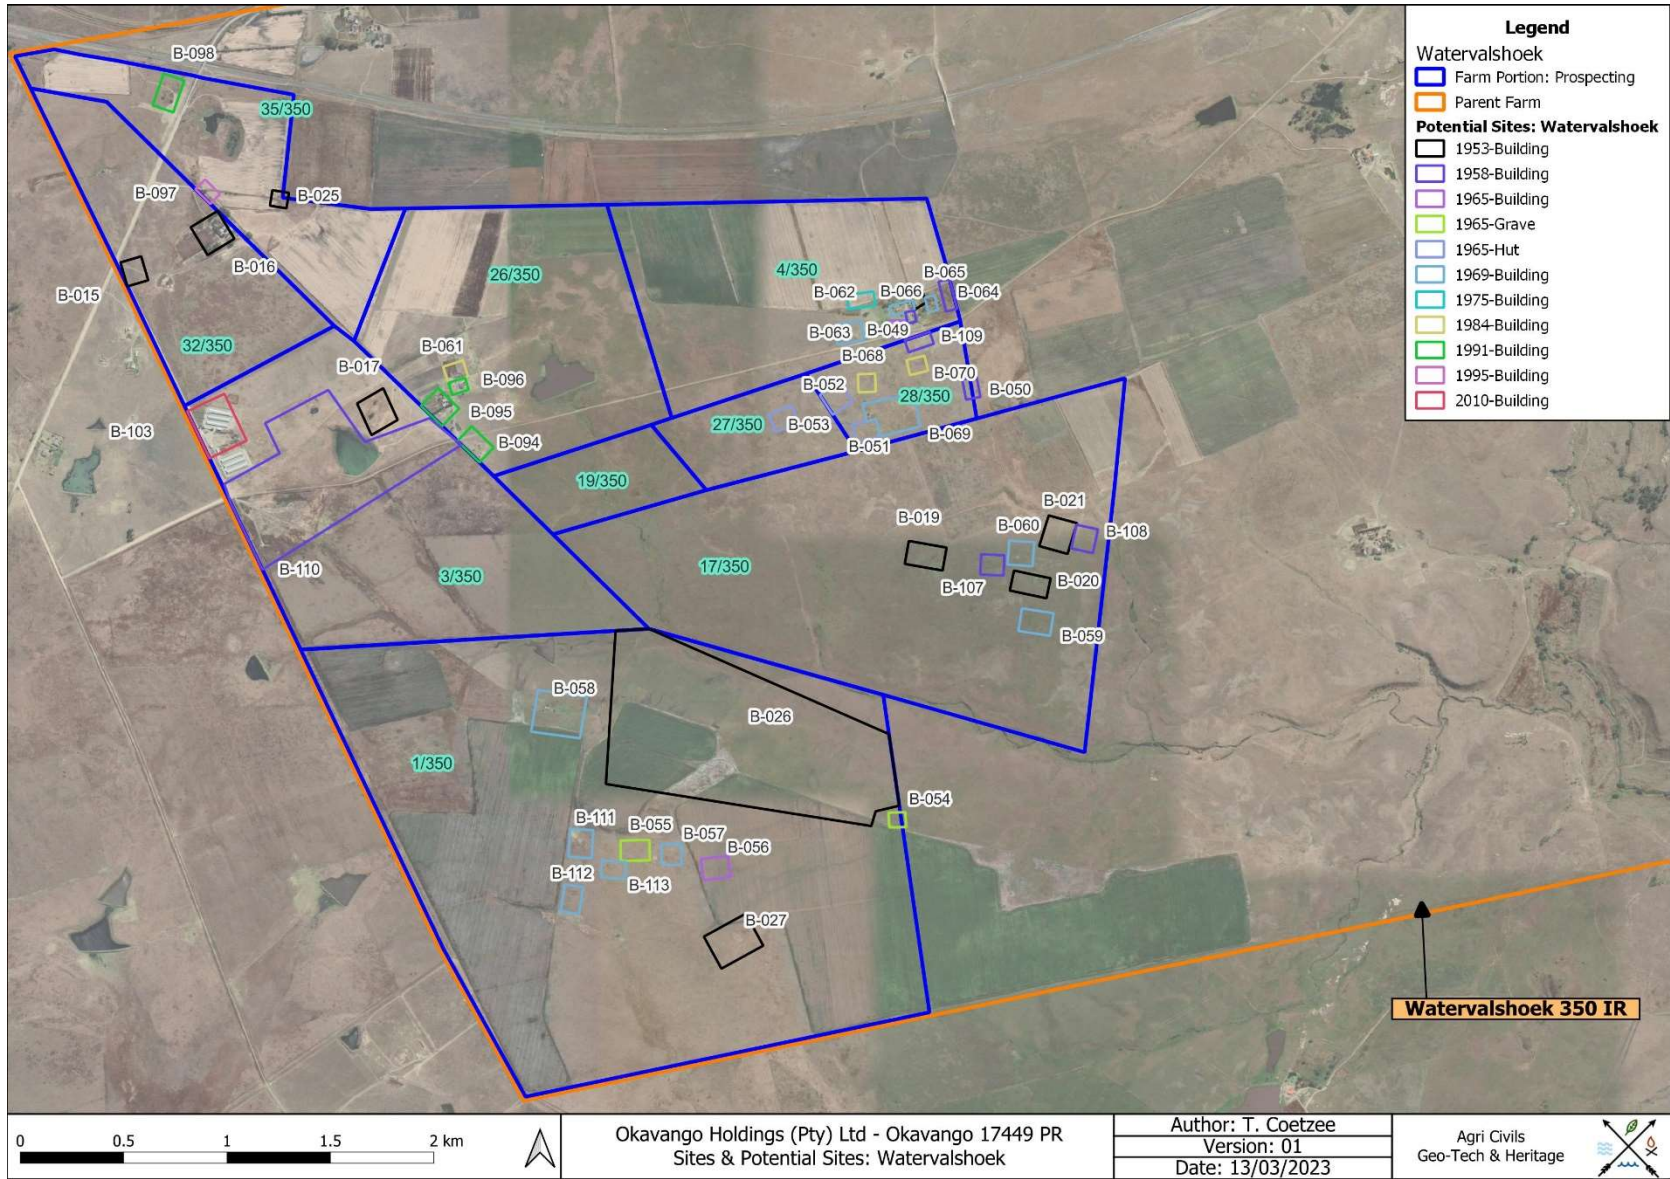 Legend
Watervalshoek
Farm Portion: Prospecting
Parent Farm
Potential Sites: Watervalshoek
1953-Building
1958-Building
1965-Building
1965-Grave
1965-Hut
1969-Building
1975-Building
1984-Building
1991-Building
1995-Building
2010-Building
B-098
35/350
B-097
B-025
B-016
B-015
26/350
4/350
B-065
B-062
B-066
B-064
B-063
B-049
B-109
32/350
B-061
B-068
B-017
B-070
B-096
B-052
B-050
28/350
B-095
27/350
B-053
B-103
B-069
B-094
B-051
19/350
B-021
B-019
B-060
B-108
B-110
3/350
17/350
B-107
B-020
B-059
B-058
B-026
1/350
B-054
B-111
B-055
B-057
B-056
B-112
B-113
B-027
Watervalshoek 350 IR
0 0.5 1 1.5 2 km
Okavango Holdings (Pty) Ltd - Okavango 17449 PR
Sites & Potential Sites: Watervalshoek
Author: T. Coetzee
Version: 01
Date: 13/03/2023
Agri Civils
Geo-Tech & Heritage